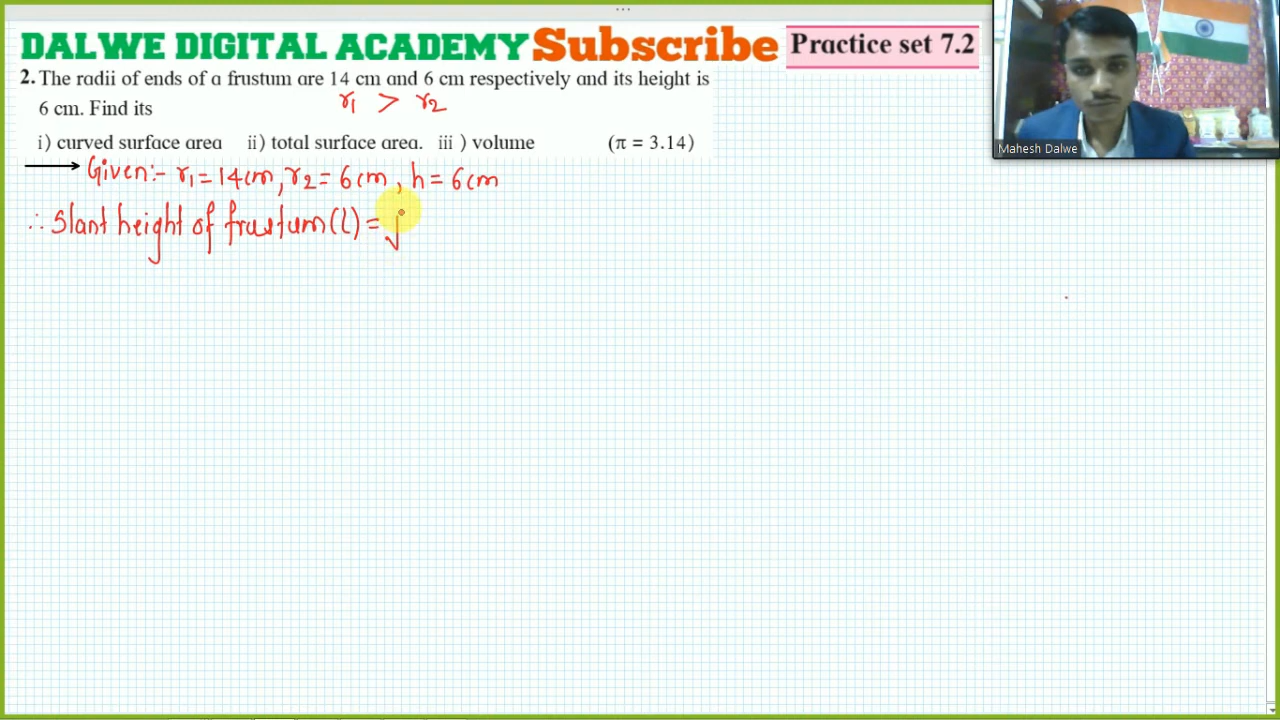 DALWE DIGITAL ACADEMY Subscribe Practice set 7.2
2. The radii of ends of a frustum are 14 cm and 6 cm respectively and its height is
6 cm. Find its
r₁ > r₂
i) curved surface area ii) total surface area. iii ) volume (π = 3.14)
→ Given:- r₁ = 14cm, r₂ = 6cm, h = 6cm
∴ Slant height of frustum (l) = √
Mahesh Dalwe